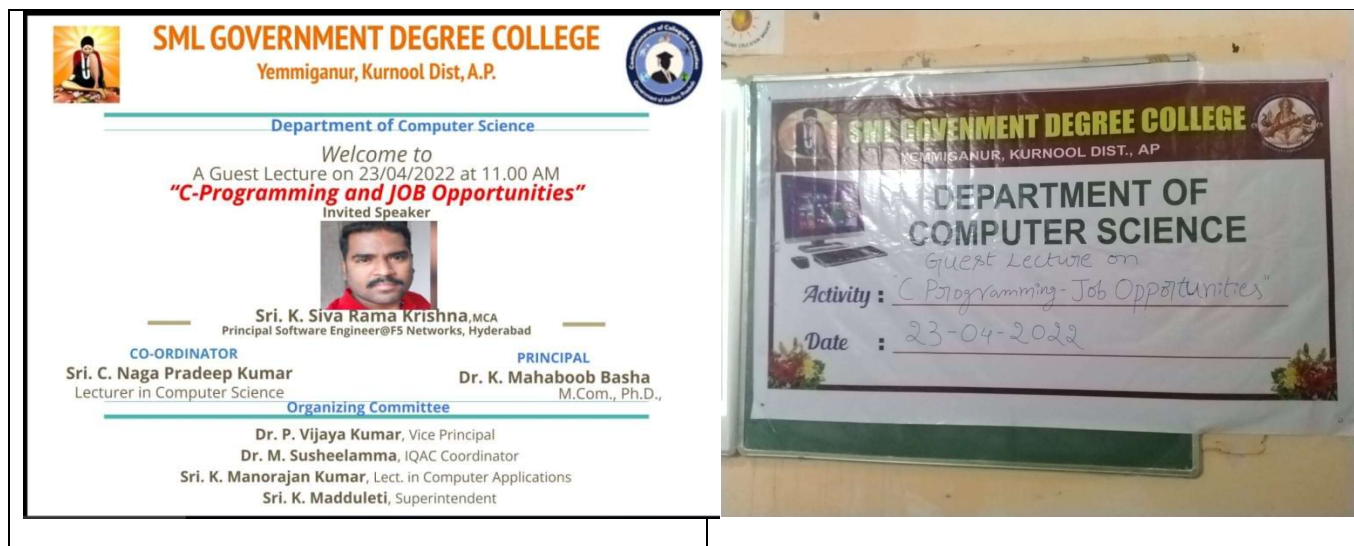 SML GOVERNMENT DEGREE COLLEGE
Yemmiganur, Kurnool Dist, A.P.
Department of Computer Science
Welcome to
A Guest Lecture on 23/04/2022 at 11.00 AM
“C-Programming and JOB Opportunities”
Invited Speaker
Sri. K. Siva Rama Krishna,MCA
Principal Software Engineer@F5 Networks, Hyderabad
CO-ORDINATOR
Sri. C. Naga Pradeep Kumar
Lecturer in Computer Science
PRINCIPAL
Dr. K. Mahaboob Basha
M.Com., Ph.D.,
Organizing Committee
Dr. P. Vijaya Kumar, Vice Principal
Dr. M. Susheelamma, IQAC Coordinator
Sri. K. Manorajan Kumar, Lect. in Computer Applications
Sri. K. Madduleti, Superintendent
SML GOVENMENT DEGREE COLLEGE
YEMMIGANUR, KURNOOL DIST., AP
DEPARTMENT OF
COMPUTER SCIENCE
Guest Lecture on
Activity : "C Programming - Job Opportunities"
Date : 23-04-2022